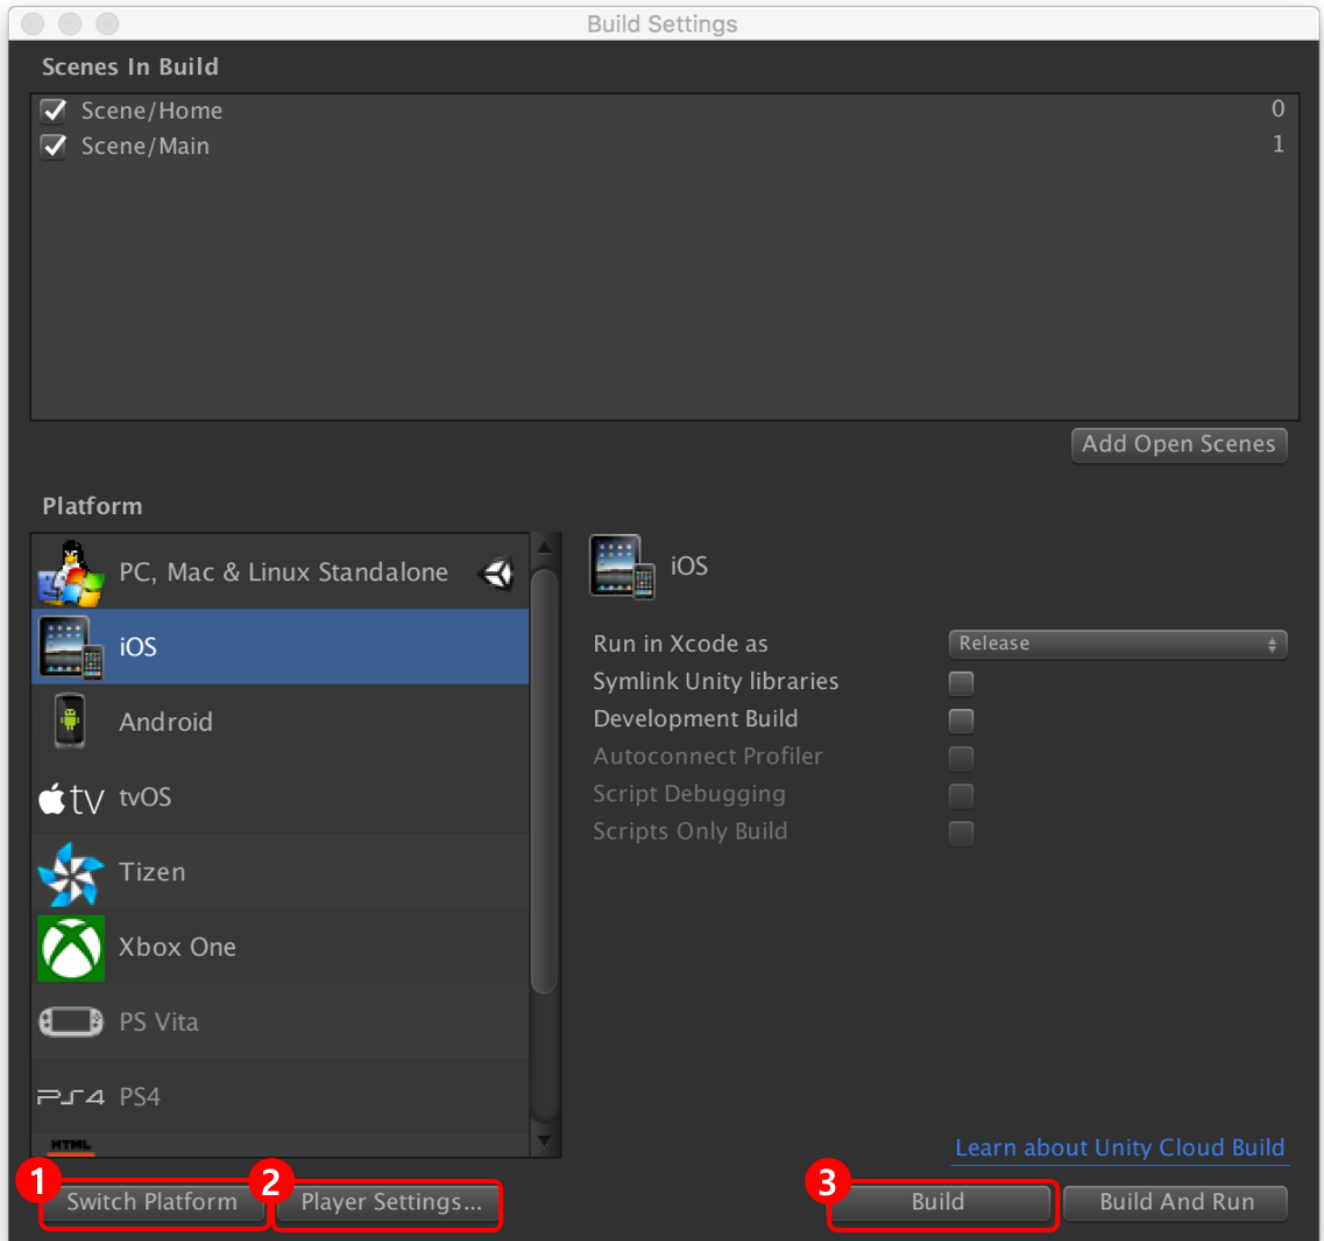 Build Settings
Scenes In Build
Scene/Home 0
Scene/Main 1
Add Open Scenes
Platform
PC, Mac & Linux Standalone
iOS
Android
tv tvOS
Tizen
Xbox One
PS Vita
PS4 PS4
HTML
iOS
Run in Xcode as Release
Symlink Unity libraries
Development Build
Autoconnect Profiler
Script Debugging
Scripts Only Build
Learn about Unity Cloud Build
1 Switch Platform
2 Player Settings...
3 Build
Build And Run